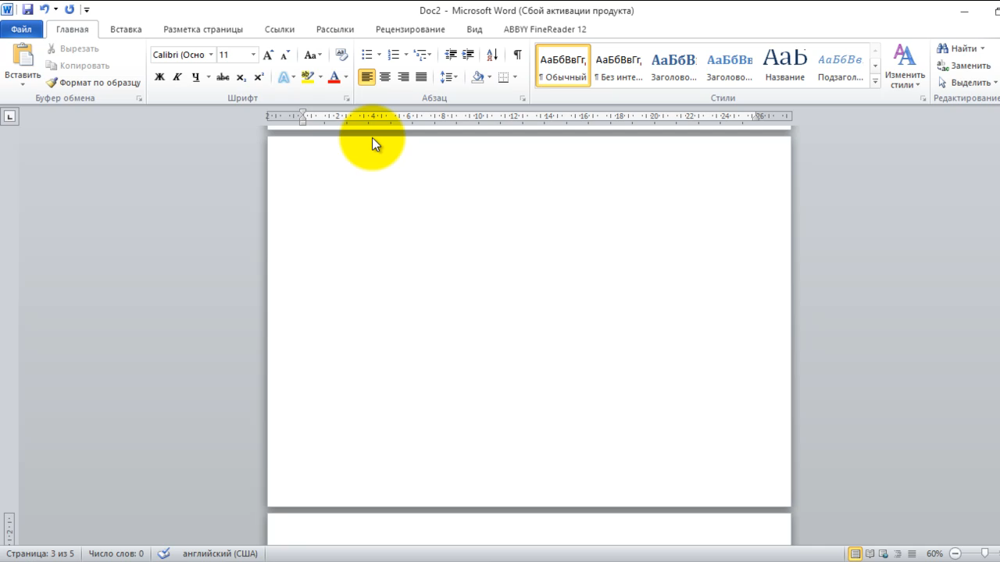 Doc2 - Microsoft Word (Сбой активации продукта)
Файл Главная Вставка Разметка страницы Ссылки Рассылки Рецензирование Вид ABBYY FineReader 12
Вставить
Вырезать
Копировать
Формат по образцу
Буфер обмена
Calibri (Осно 11
Ж К Ч abc x₂ x² A
Шрифт
Абзац
АаБбВвГг, АаБбВвГг, АаБбВ АаБбВв АаБ АаБбВв.
¶ Обычный ¶ Без инте... Заголово... Заголово... Название Подзагол...
Стили
Изменить стили
Найти
Заменить
Выделить
Редактирование
2 2 4 6 8 10 12 14 16 18 20 22 24 26
2
Страница: 3 из 5 Число слов: 0 английский (США) 60%